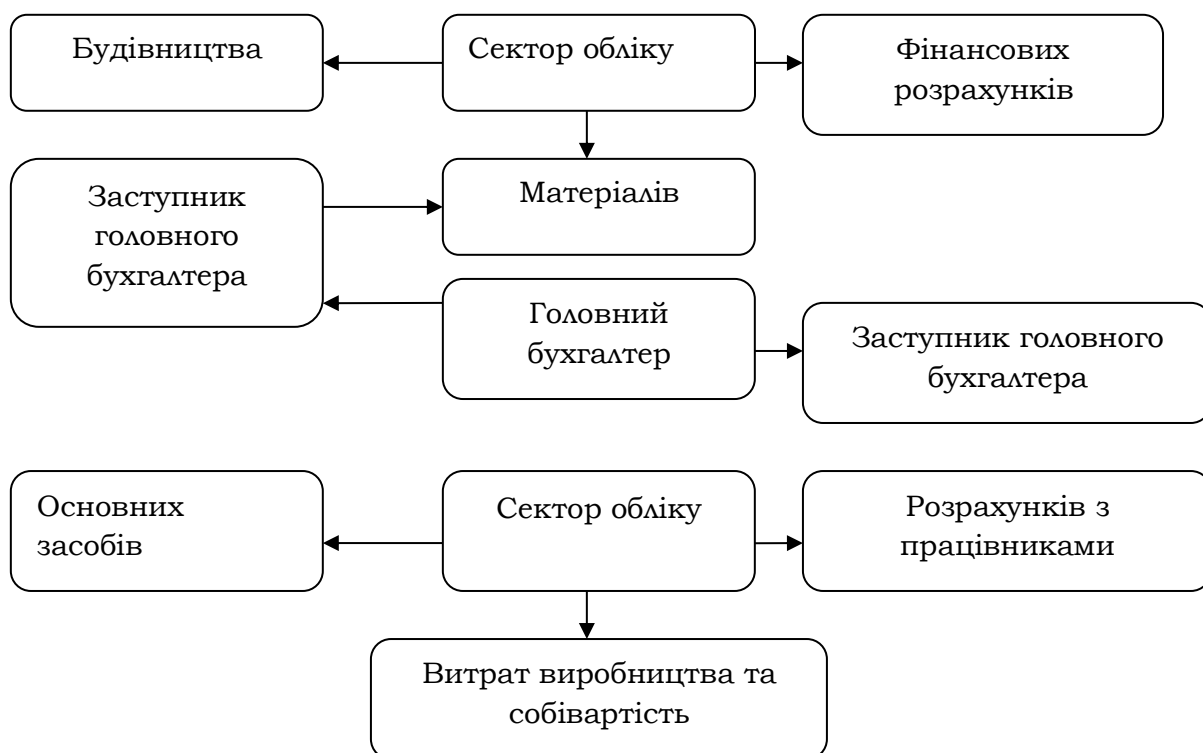 Будівництва
Сектор обліку
Фінансових
розрахунків
Заступник
головного
бухгалтера
Матеріалів
Головний
бухгалтер
Заступник головного
бухгалтера
Основних
засобів
Сектор обліку
Розрахунків з
працівниками
Витрат виробництва та
собівартість